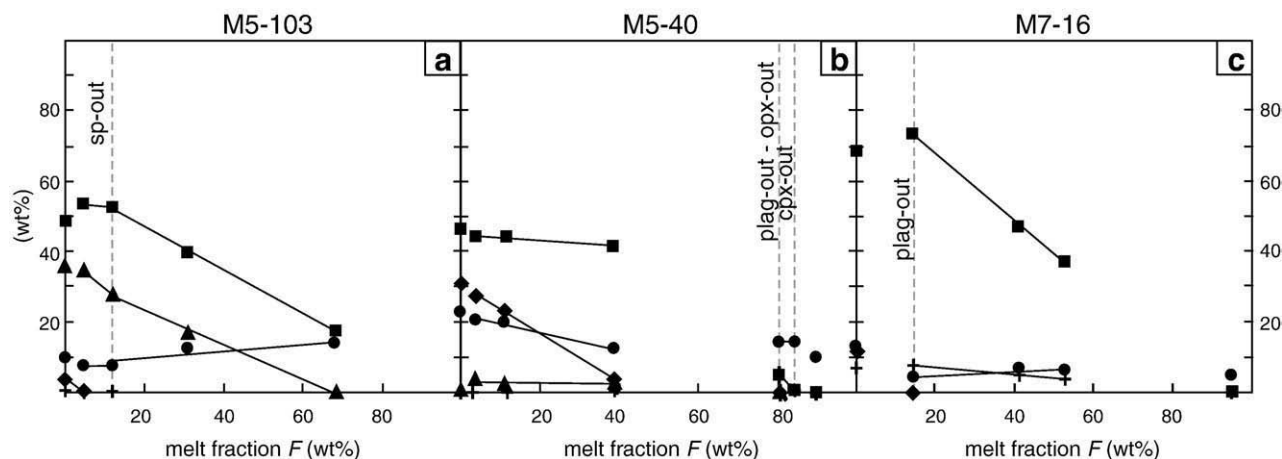 M5-103 M5-40 M7-16
a b c
sp-out
plag-out - opx-out
cpx-out
plag-out
(wt%)
80 80
60 60
40 40
20 20
20 40 60 80 20 40 60 80 20 40 60 80
melt fraction F (wt%) melt fraction F (wt%) melt fraction F (wt%)